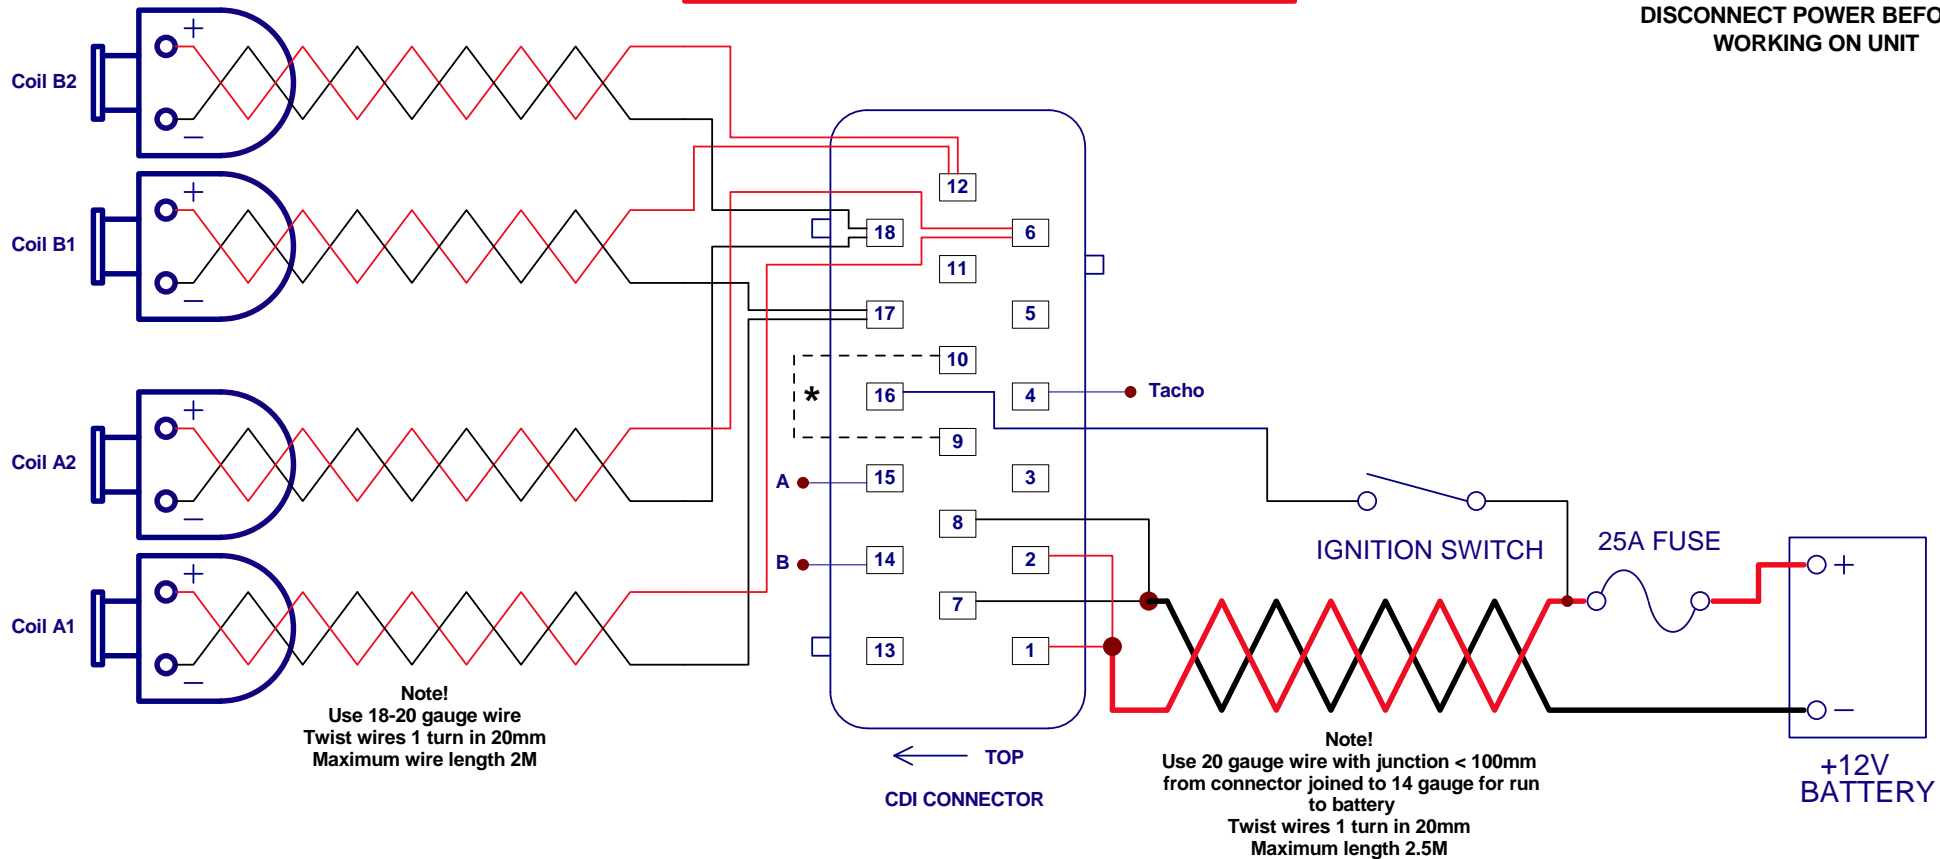 DISCONNECT POWER BEFO
WORKING ON UNIT
+
Coil B2
−
+
Coil B1
−
+
Coil A2
−
+
Coil A1
−
12
18
6
11
17
5
10
*
16
4
Tacho
9
A
15
3
8
B
14
2
7
13
1
IGNITION SWITCH
25A FUSE
+
−
+12V
BATTERY
Note!
Use 18-20 gauge wire
Twist wires 1 turn in 20mm
Maximum wire length 2M
TOP
CDI CONNECTOR
Note!
Use 20 gauge wire with junction < 100mm
from connector joined to 14 gauge for run
to battery
Twist wires 1 turn in 20mm
Maximum length 2.5M